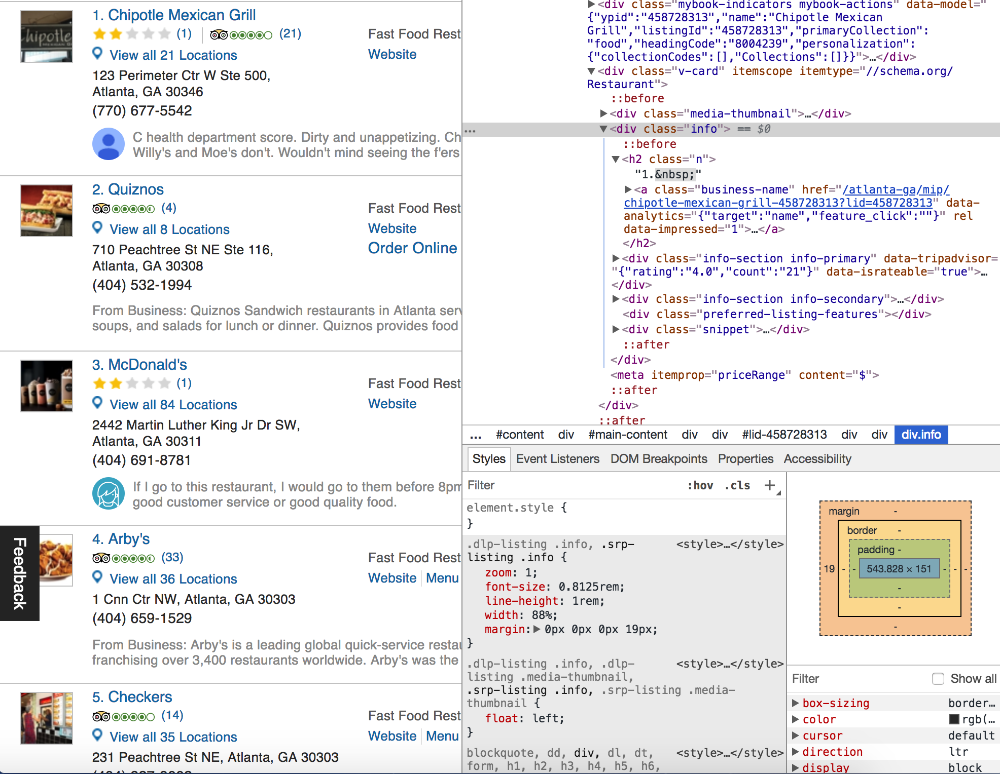 1. Chipotle Mexican Grill
(1)
(21)
Fast Food Rest
View all 21 Locations
Website
123 Perimeter Ctr W Ste 500,
Atlanta, GA 30346
(770) 677-5542
C health department score. Dirty and unappetizing. Ch
Willy's and Moe's don't. Wouldn't mind seeing the f'ers
2. Quiznos
(4)
Fast Food Rest
View all 8 Locations
Website
Order Online
710 Peachtree St NE Ste 116,
Atlanta, GA 30308
(404) 532-1994
From Business: Quiznos Sandwich restaurants in Atlanta serv
soups, and salads for lunch or dinner. Quiznos provides food
3. McDonald's
(1)
Fast Food Rest
View all 84 Locations
Website
2442 Martin Luther King Jr Dr SW,
Atlanta, GA 30311
(404) 691-8781
If I go to this restaurant, I would go to them before 8pm
good customer service or good quality food.
Feedback
4. Arby's
(33)
Fast Food Rest
View all 36 Locations
Website Menu
1 Cnn Ctr NW, Atlanta, GA 30303
(404) 659-1529
From Business: Arby's is a leading global quick-service restau
franchising over 3,400 restaurants worldwide. Arby's was the
5. Checkers
(14)
Fast Food Rest
View all 35 Locations
Website Menu
231 Peachtree St NE, Atlanta, GA 30303
<div class="mybook-indicators mybook-actions" data-model="
{"ypid":"458728313","name":"Chipotle Mexican
Grill","listingId":"458728313","primaryCollection":
"food","headingCode":"8004239","personalization":
{"collectionCodes":[],"Collections":[]}}">…</div>
<div class="v-card" itemscope itemtype="//schema.org/
Restaurant">
::before
<div class="media-thumbnail">…</div>
… <div class="info"> == $0
::before
<h2 class="n">
"1.&nbsp;"
<a class="business-name" href="/atlanta-ga/mip/
chipotle-mexican-grill-458728313?lid=458728313" data-
analytics="{"target":"name","feature_click":""}" rel
data-impressed="1">…</a>
</h2>
<div class="info-section info-primary" data-tripadvisor=
"{"rating":"4.0","count":"21"}" data-israteable="true">…
</div>
<div class="info-section info-secondary">…</div>
<div class="preferred-listing-features"></div>
<div class="snippet">…</div>
::after
</div>
<meta itemprop="priceRange" content="$">
::after
</div>
::after
… #content div #main-content div div #lid-458728313 div div div.info
Styles Event Listeners DOM Breakpoints Properties Accessibility
Filter :hov .cls +
element.style {
}
.dlp-listing .info, .srp- <style>…</style>
listing .info {
zoom: 1;
font-size: 0.8125rem;
line-height: 1rem;
width: 88%;
margin: 0px 0px 0px 19px;
}
.dlp-listing .info, .dlp- <style>…</style>
listing .media-thumbnail,
.srp-listing .info, .srp-listing .media-
thumbnail {
float: left;
}
blockquote, dd, div, dl, dt, <style>…</style>
form, h1, h2, h3, h4, h5, h6,
margin -
border -
padding -
19 - - 543.828 × 151 - - -
-
-
-
Filter Show all
box-sizing border…
color rgb(…
cursor default
direction ltr
display block